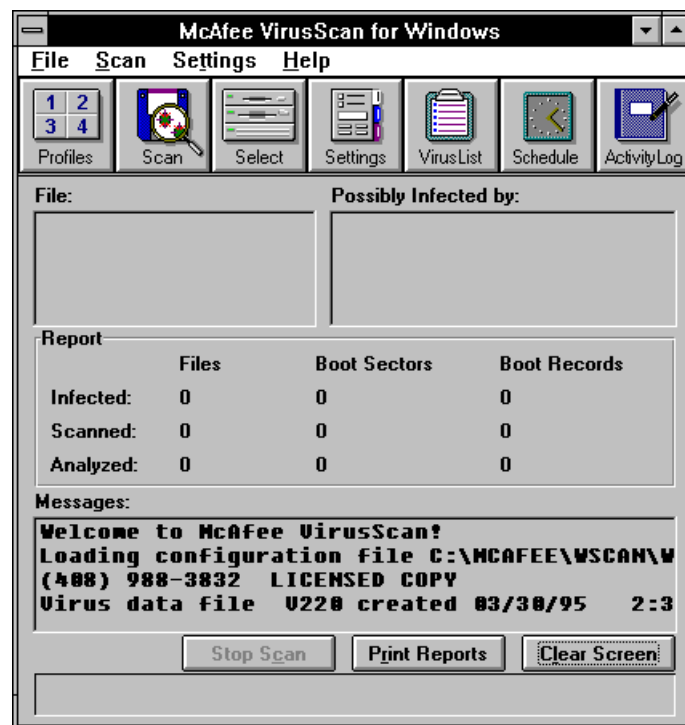 McAfee VirusScan for Windows
File Scan Settings Help
1 2
3 4
Profiles Scan Select Settings VirusList Schedule ActivityLog
File: Possibly Infected by:
Report
Files Boot Sectors Boot Records
Infected: 0 0 0
Scanned: 0 0 0
Analyzed: 0 0 0
Messages:
Welcome to McAfee VirusScan!
Loading configuration file C:\MCAFEE\WSCAN\W
(408) 988-3832 LICENSED COPY
Virus data file V220 created 03/30/95 2:3
Stop Scan Print Reports Clear Screen